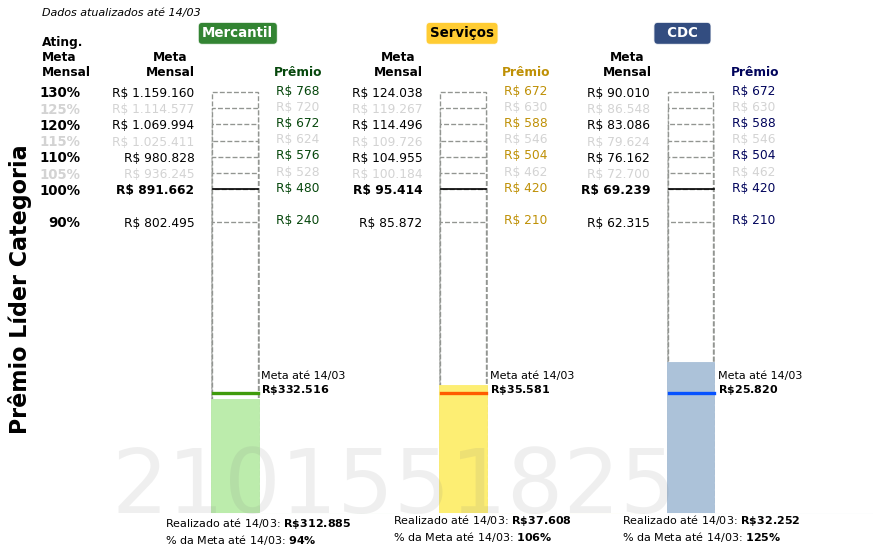 Dados atualizados até 14/03
Mercantil Serviços CDC
Ating. Meta Mensal Meta Mensal Prêmio Meta Mensal Prêmio Meta Mensal Prêmio
130% R$ 1.159.160 R$ 768 R$ 124.038 R$ 672 R$ 90.010 R$ 672
125% R$ 1.114.577 R$ 720 R$ 119.267 R$ 630 R$ 86.548 R$ 630
120% R$ 1.069.994 R$ 672 R$ 114.496 R$ 588 R$ 83.086 R$ 588
115% R$ 1.025.411 R$ 624 R$ 109.726 R$ 546 R$ 79.624 R$ 546
110% R$ 980.828 R$ 576 R$ 104.955 R$ 504 R$ 76.162 R$ 504
105% R$ 936.245 R$ 528 R$ 100.184 R$ 462 R$ 72.700 R$ 462
100% R$ 891.662 R$ 480 R$ 95.414 R$ 420 R$ 69.239 R$ 420
90% R$ 802.495 R$ 240 R$ 85.872 R$ 210 R$ 62.315 R$ 210
Prêmio Líder Categoria
Meta até 14/03 Meta até 14/03 Meta até 14/03
R$332.516 R$35.581 R$25.820
2101551825
Realizado até 14/03: R$312.885 Realizado até 14/03: R$37.608 Realizado até 14/03: R$32.252
% da Meta até 14/03: 94% % da Meta até 14/03: 106% % da Meta até 14/03: 125%